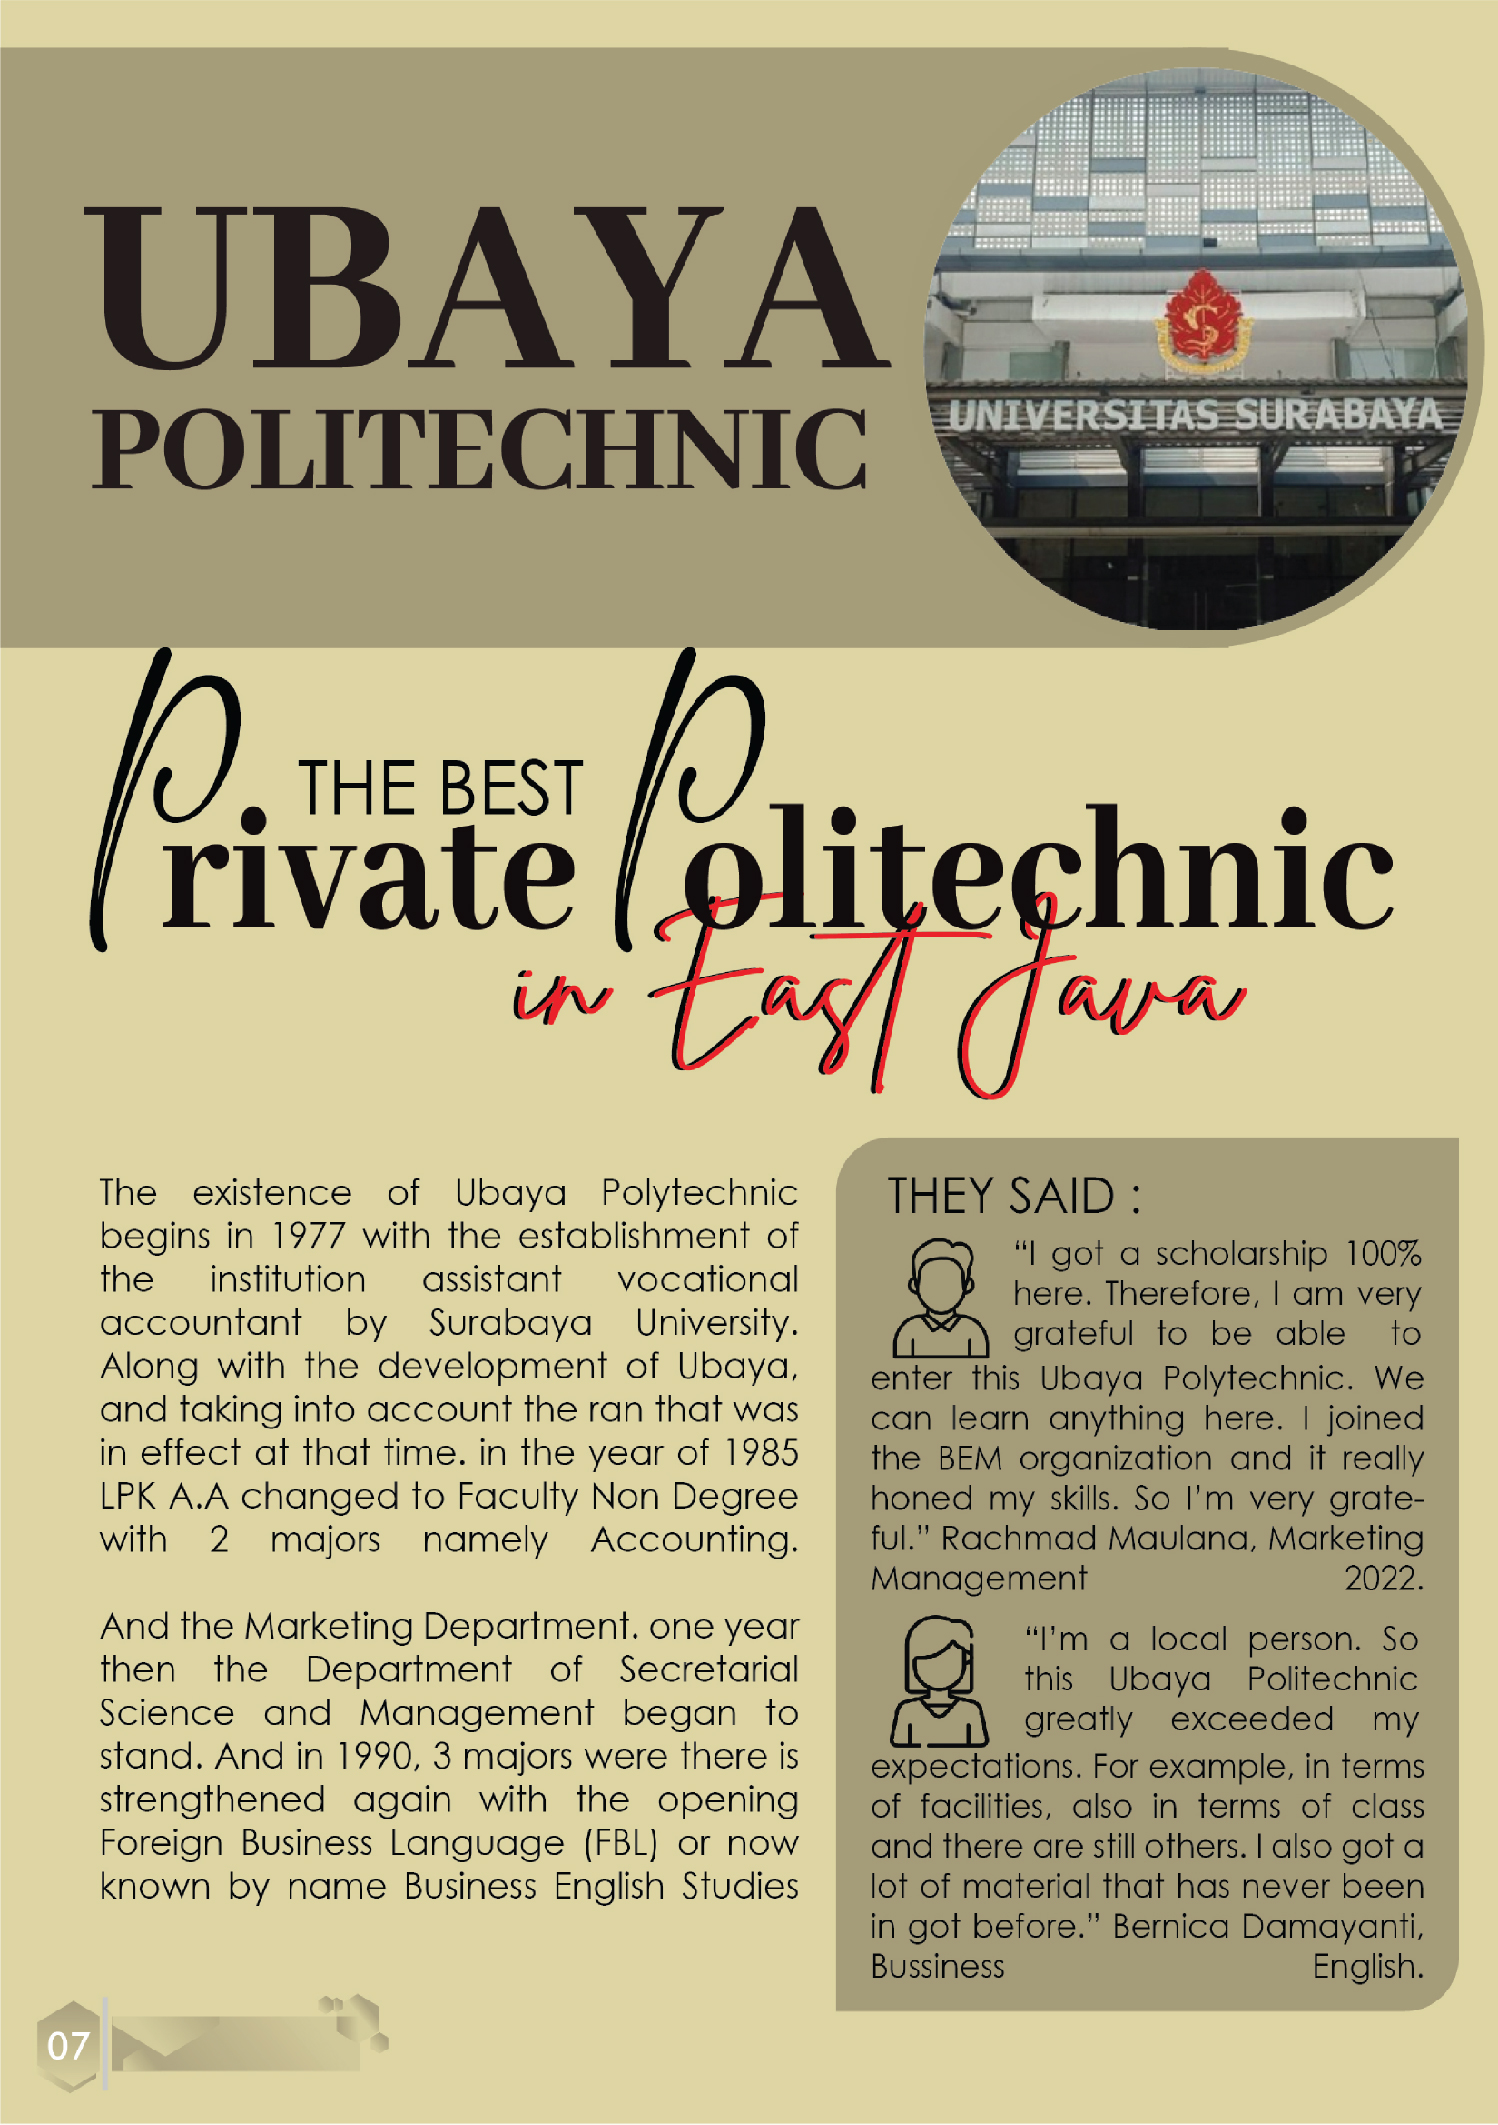 UBAYA
POLITECHNIC
UNIVERSITAS SURABAYA
THE BEST
Private Politechnic
in East Java
The existence of Ubaya Polytechnic
begins in 1977 with the establishment of
the institution assistant vocational
accountant by Surabaya University.
Along with the development of Ubaya,
and taking into account the ran that was
in effect at that time. in the year of 1985
LPK A.A changed to Faculty Non Degree
with 2 majors namely Accounting.
And the Marketing Department. one year
then the Department of Secretarial
Science and Management began to
stand. And in 1990, 3 majors were there is
strengthened again with the opening
Foreign Business Language (FBL) or now
known by name Business English Studies
THEY SAID :
“I got a scholarship 100%
here. Therefore, I am very
grateful to be able to
enter this Ubaya Polytechnic. We
can learn anything here. I joined
the BEM organization and it really
honed my skills. So I’m very grate-
ful.” Rachmad Maulana, Marketing
Management 2022.
“I’m a local person. So
this Ubaya Politechnic
greatly exceeded my
expectations. For example, in terms
of facilities, also in terms of class
and there are still others. I also got a
lot of material that has never been
in got before.” Bernica Damayanti,
Bussiness English.
07